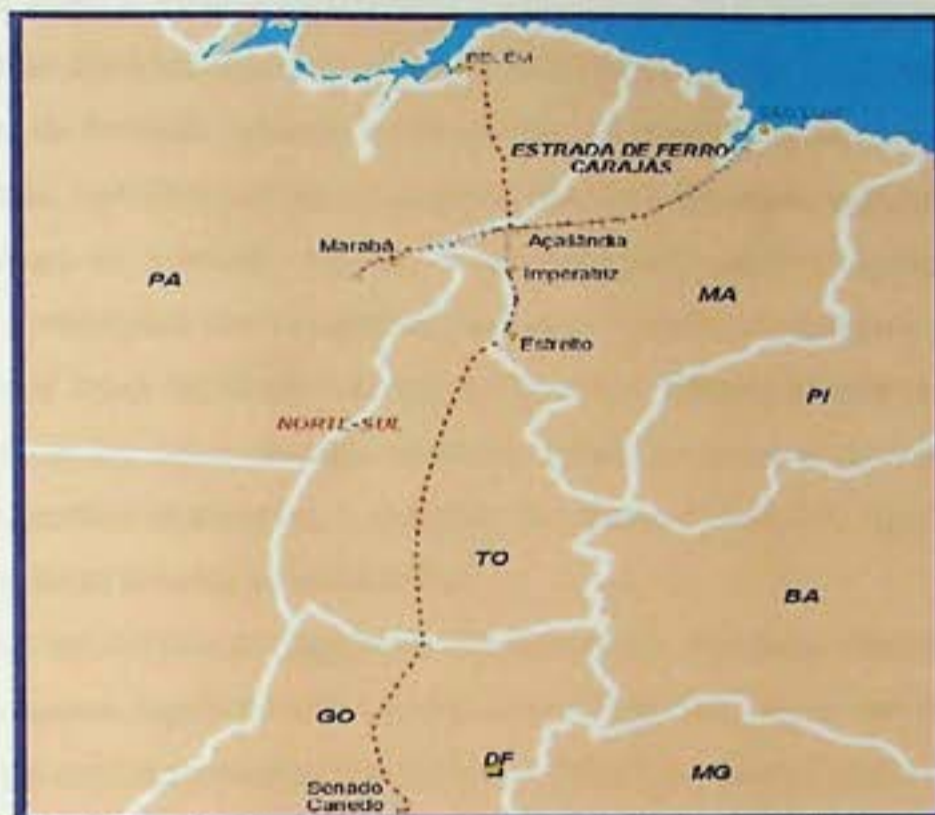 BELÉM
ESTRADA DE FERRO
CARAJÁS
Marabá
Açailândia
PA
Imperatriz
MA
Estreito
PI
NORTE-SUL
TO
BA
GO
DF
MG
Senado
Canedo